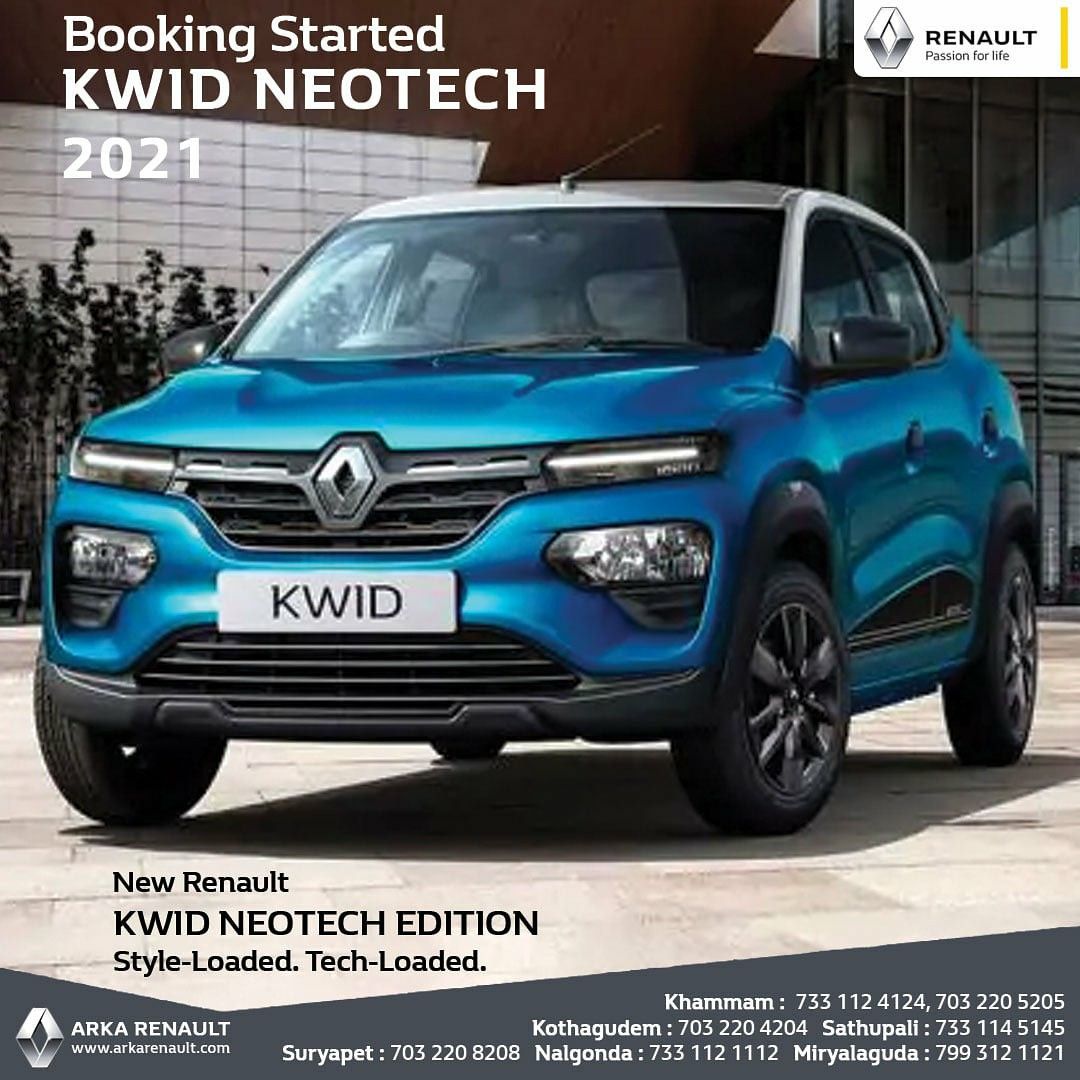 Booking Started
KWID NEOTECH
2021
RENAULT
Passion for life
KWID
New Renault
KWID NEOTECH EDITION
Style-Loaded. Tech-Loaded.
ARKA RENAULT
www.arkarenault.com
Khammam : 733 112 4124, 703 220 5205
Kothagudem : 703 220 4204 Sathupali : 733 114 5145
Suryapet : 703 220 8208 Nalgonda : 733 112 1112 Miryalaguda : 799 312 1121